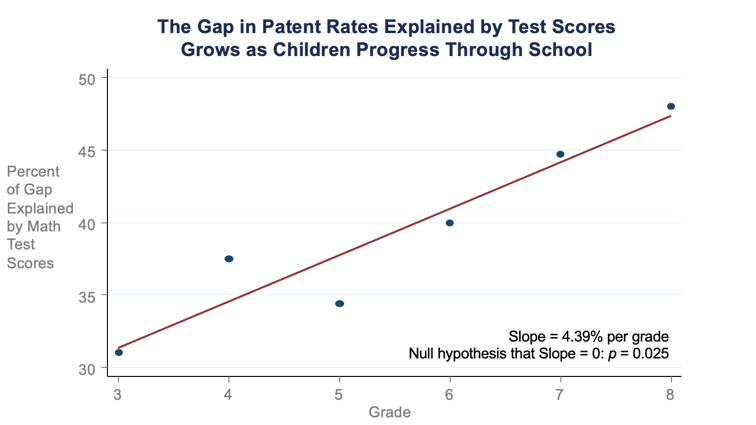 The Gap in Patent Rates Explained by Test Scores
Grows as Children Progress Through School
50
45
40
35
30
Percent
of Gap
Explained
by Math
Test
Scores
Slope = 4.39% per grade
Null hypothesis that Slope = 0: p = 0.025
3 4 5 6 7 8
Grade